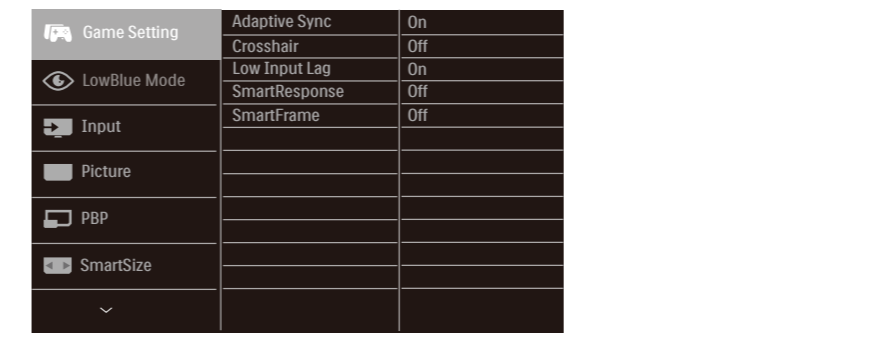 Game Setting
LowBlue Mode
Input
Picture
PBP
SmartSize
Adaptive Sync On
Crosshair Off
Low Input Lag On
SmartResponse Off
SmartFrame Off